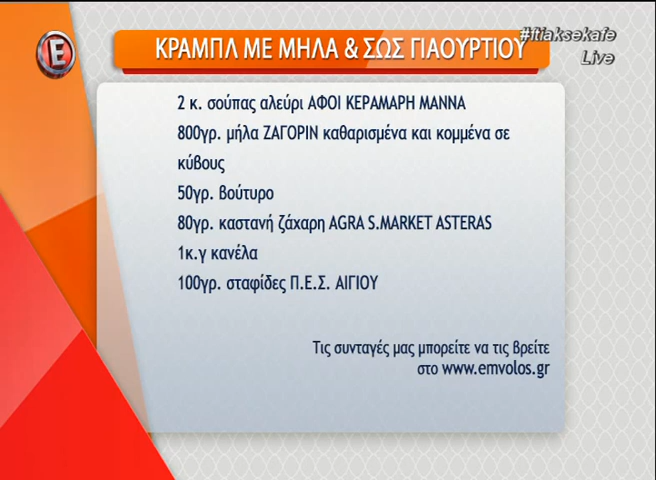 #ftiaksekafe
Live
E
ΚΡΑΜΠΛ ΜΕ ΜΗΛΑ & ΣΩΣ ΓΙΑΟΥΡΤΙΟΥ
2 κ. σούπας αλεύρι ΑΦΟΙ ΚΕΡΑΜΑΡΗ ΜΑΝΝΑ
800γρ. μήλα ΖΑΓΟΡΙΝ καθαρισμένα και κομμένα σε
κύβους
50γρ. βούτυρο
80γρ. καστανή ζάχαρη AGRA S.MARKET ASTERAS
1κ.γ κανέλα
100γρ. σταφίδες Π.Ε.Σ. ΑΙΓΙΟΥ
Τις συνταγές μας μπορείτε να τις βρείτε
στο www.emvolos.gr